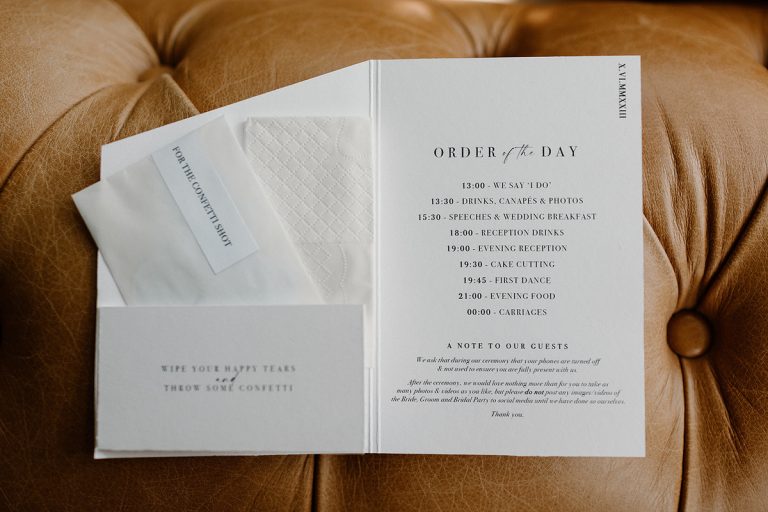 FOR THE CONFETTI SHOT
WIPE YOUR HAPPY TEARS
and
THROW SOME CONFETTI
X.VI.MMXXIII
ORDER of the DAY
13:00 - WE SAY 'I DO'
13:30 - DRINKS, CANAPÉS & PHOTOS
15:30 - SPEECHES & WEDDING BREAKFAST
18:00 - RECEPTION DRINKS
19:00 - EVENING RECEPTION
19:30 - CAKE CUTTING
19:45 - FIRST DANCE
21:00 - EVENING FOOD
00:00 - CARRIAGES
A NOTE TO OUR GUESTS
We ask that during our ceremony that your phones are turned off
& not used to ensure you are fully present with us.
After the ceremony, we would love nothing more than for you to take as
many photos & videos as you like, but please do not post any images/videos of
the Bride, Groom and Bridal Party to social media until we have done so ourselves.
Thank you.